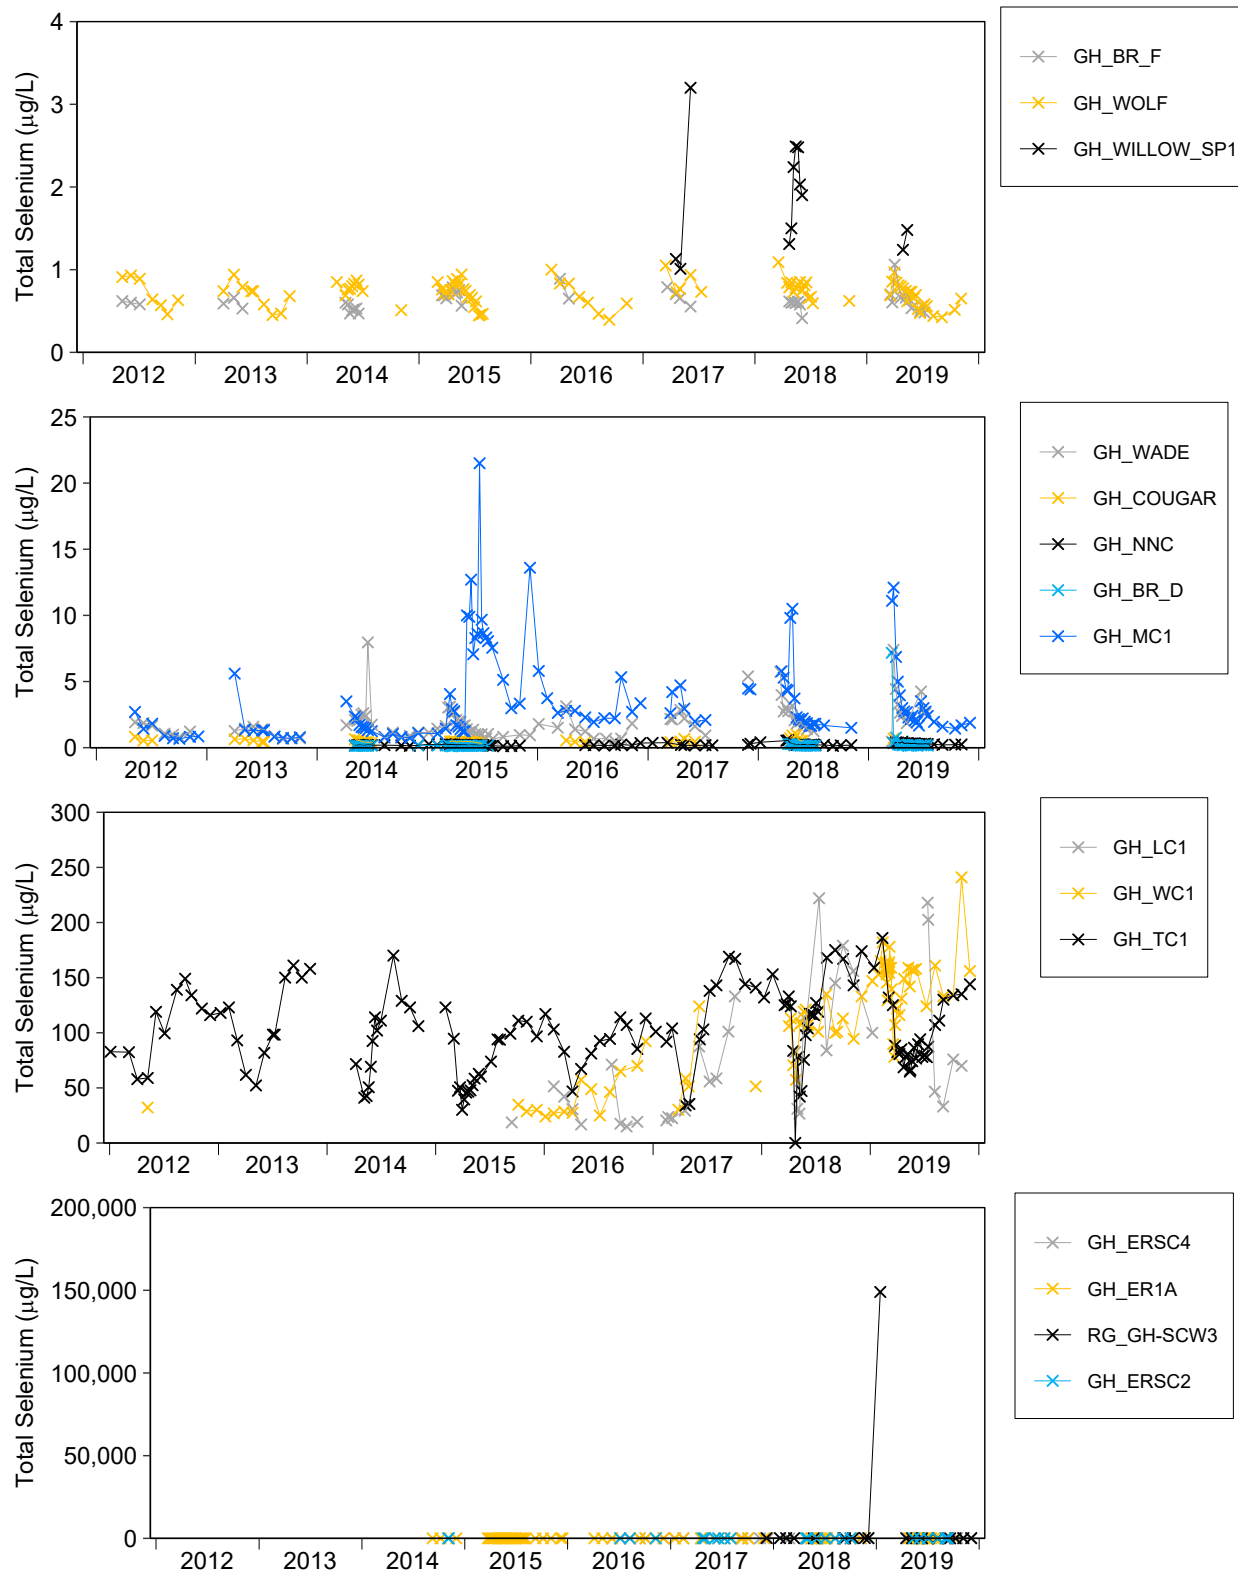 Total Selenium (µg/L)
4
3
2
1
0
2012 2013 2014 2015 2016 2017 2018 2019
GH_BR_F
GH_WOLF
GH_WILLOW_SP1
Total Selenium (µg/L)
25
20
15
10
5
0
2012 2013 2014 2015 2016 2017 2018 2019
GH_WADE
GH_COUGAR
GH_NNC
GH_BR_D
GH_MC1
Total Selenium (µg/L)
300
250
200
150
100
50
0
2012 2013 2014 2015 2016 2017 2018 2019
GH_LC1
GH_WC1
GH_TC1
Total Selenium (µg/L)
200,000
150,000
100,000
50,000
0
2012 2013 2014 2015 2016 2017 2018 2019
GH_ERSC4
GH_ER1A
RG_GH-SCW3
GH_ERSC2